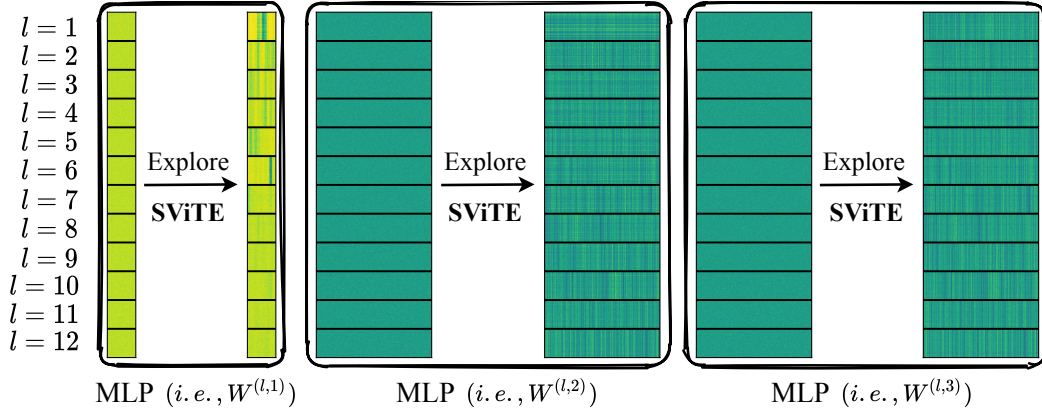 l = 1
l = 2
l = 3
l = 4
l = 5
l = 6
l = 7
l = 8
l = 9
l = 10
l = 11
l = 12
Explore
SViTE
Explore
SViTE
Explore
SViTE
MLP (i.e., W^{(l,1)})
MLP (i.e., W^{(l,2)})
MLP (i.e., W^{(l,3)})